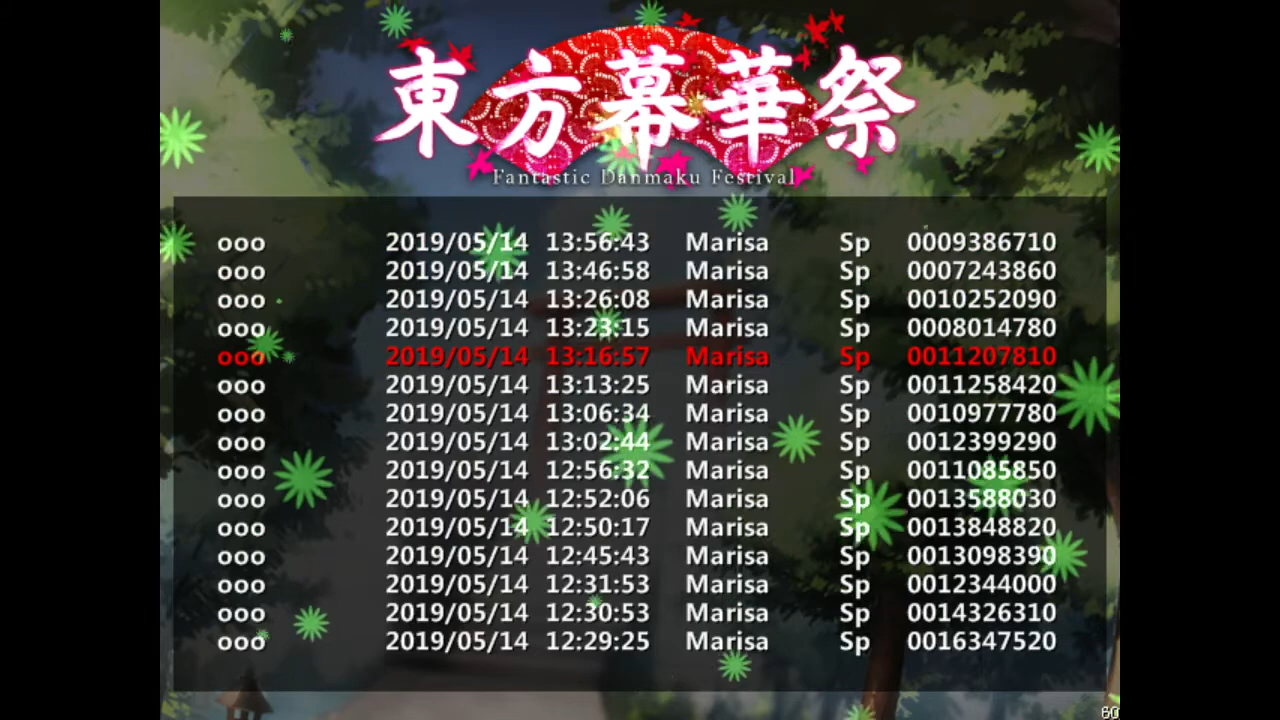 東方幕華祭
Fantastic Danmaku Festival
ooo 2019/05/14 13:56:43 Marisa Sp 0009386710
ooo 2019/05/14 13:46:58 Marisa Sp 0007243860
ooo 2019/05/14 13:26:08 Marisa Sp 0010252090
ooo 2019/05/14 13:23:15 Marisa Sp 0008014780
ooo 2019/05/14 13:16:57 Marisa Sp 0011207810
ooo 2019/05/14 13:13:25 Marisa Sp 0011258420
ooo 2019/05/14 13:06:34 Marisa Sp 0010977780
ooo 2019/05/14 13:02:44 Marisa Sp 0012399290
ooo 2019/05/14 12:56:32 Marisa Sp 0011085850
ooo 2019/05/14 12:52:06 Marisa Sp 0013588030
ooo 2019/05/14 12:50:17 Marisa Sp 0013848820
ooo 2019/05/14 12:45:43 Marisa Sp 0013098390
ooo 2019/05/14 12:31:53 Marisa Sp 0012344000
ooo 2019/05/14 12:30:53 Marisa Sp 0014326310
ooo 2019/05/14 12:29:25 Marisa Sp 0016347520
60